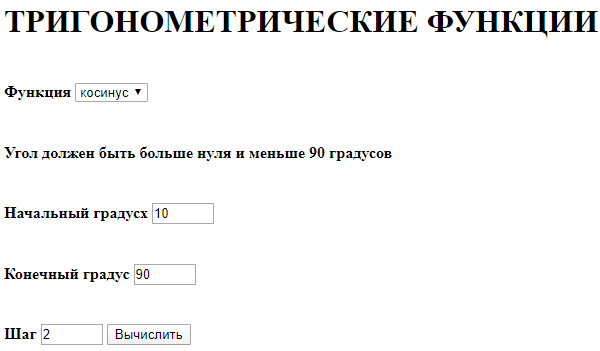 ТРИГОНОМЕТРИЧЕСКИЕ ФУНКЦИИ
Функция косинус
Угол должен быть больше нуля и меньше 90 градусов
Начальный градусx 10
Конечный градус 90
Шаг 2 Вычислить